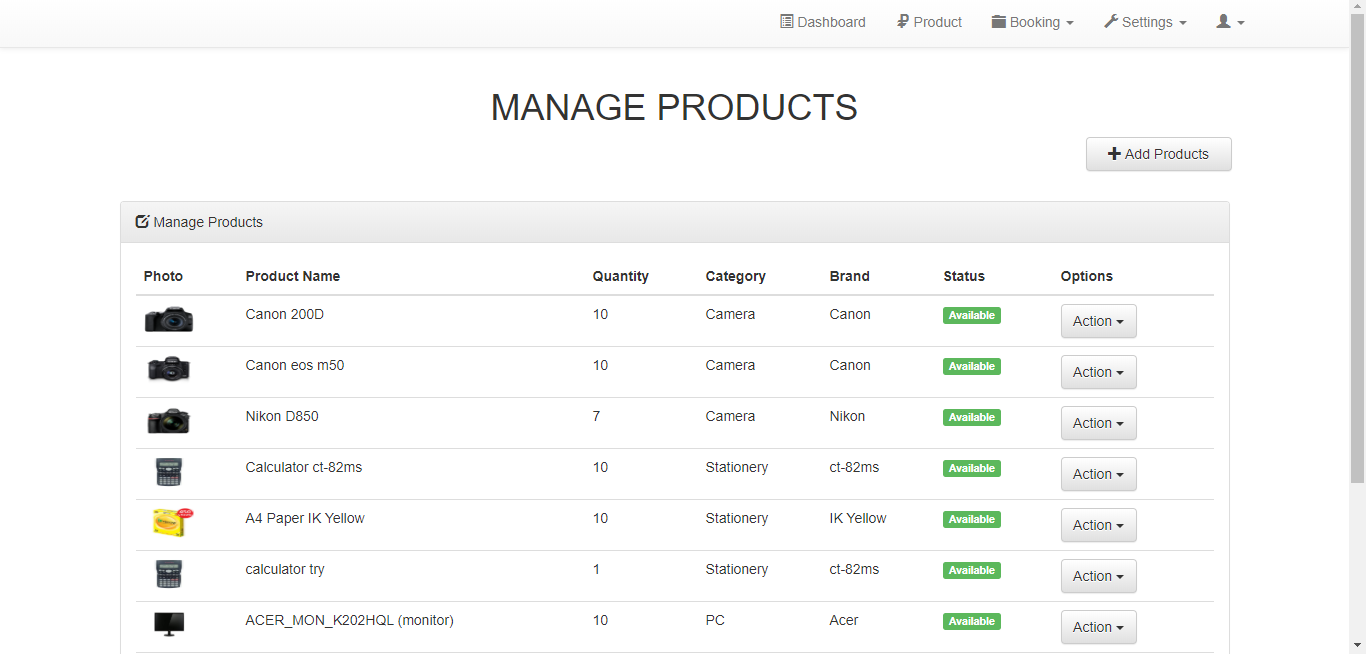 Dashboard Product Booking Settings
MANAGE PRODUCTS
Add Products
Manage Products
Photo Product Name Quantity Category Brand Status Options
Canon 200D 10 Camera Canon Available Action
Canon eos m50 10 Camera Canon Available Action
Nikon D850 7 Camera Nikon Available Action
Calculator ct-82ms 10 Stationery ct-82ms Available Action
A4 Paper IK Yellow 10 Stationery IK Yellow Available Action
calculator try 1 Stationery ct-82ms Available Action
ACER_MON_K202HQL (monitor) 10 PC Acer Available Action